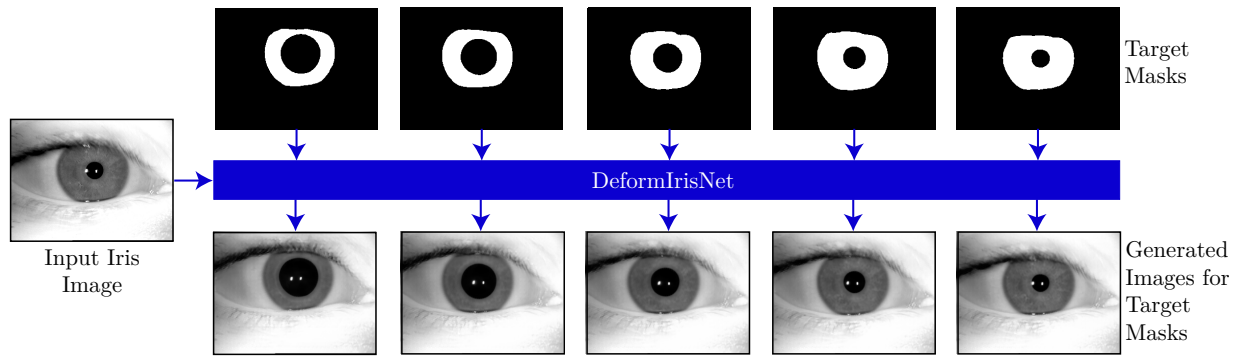 Target
Masks
DeformIrisNet
Input Iris
Image
Generated
Images for
Target
Masks